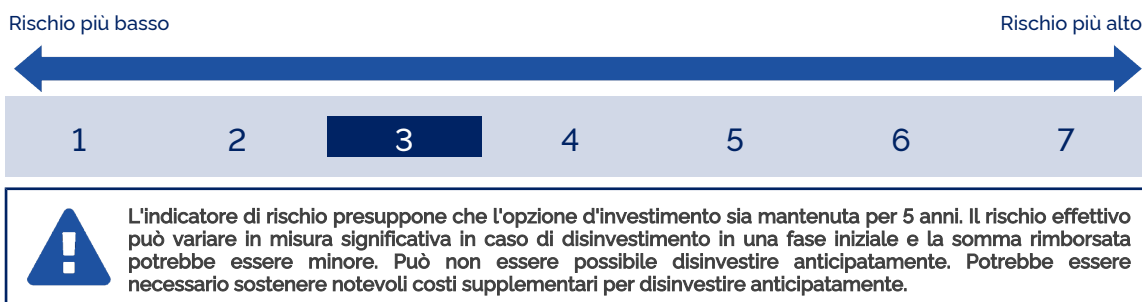 Rischio più basso Rischio più alto
1 2 3 4 5 6 7
L'indicatore di rischio presuppone che l'opzione d'investimento sia mantenuta per 5 anni. Il rischio effettivo
può variare in misura significativa in caso di disinvestimento in una fase iniziale e la somma rimborsata
potrebbe essere minore. Può non essere possibile disinvestire anticipatamente. Potrebbe essere
necessario sostenere notevoli costi supplementari per disinvestire anticipatamente.